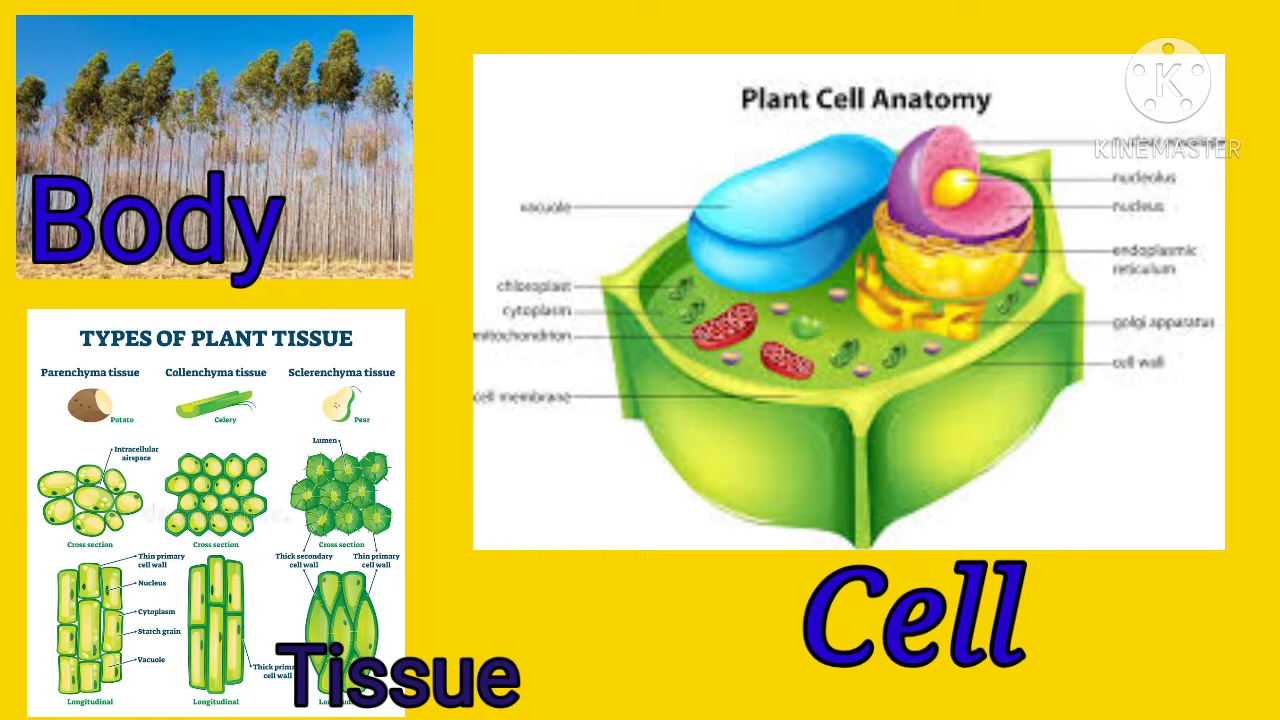 Body
TYPES OF PLANT TISSUE
Parenchyma tissue
Collenchyma tissue
Sclerenchyma tissue
Potato
Celery
Pear
Intracellular
airspace
Lumen
Cross section
Cross section
Cross section
Thin primary
cell wall
Nucleus
Cytoplasm
Starch grain
Vacuole
Thick secondary
cell wall
Thin primary
cell wall
Thick
cell wall
Longitudinal
Longitudinal
Tissue
Plant Cell Anatomy
K
KINEMASTER
vacuole
chloroplast
cytoplasm
mitochondrion
cell membrane
nucleolus
nucleus
endoplasmic
reticulum
golgi apparatus
cell wall
Cell